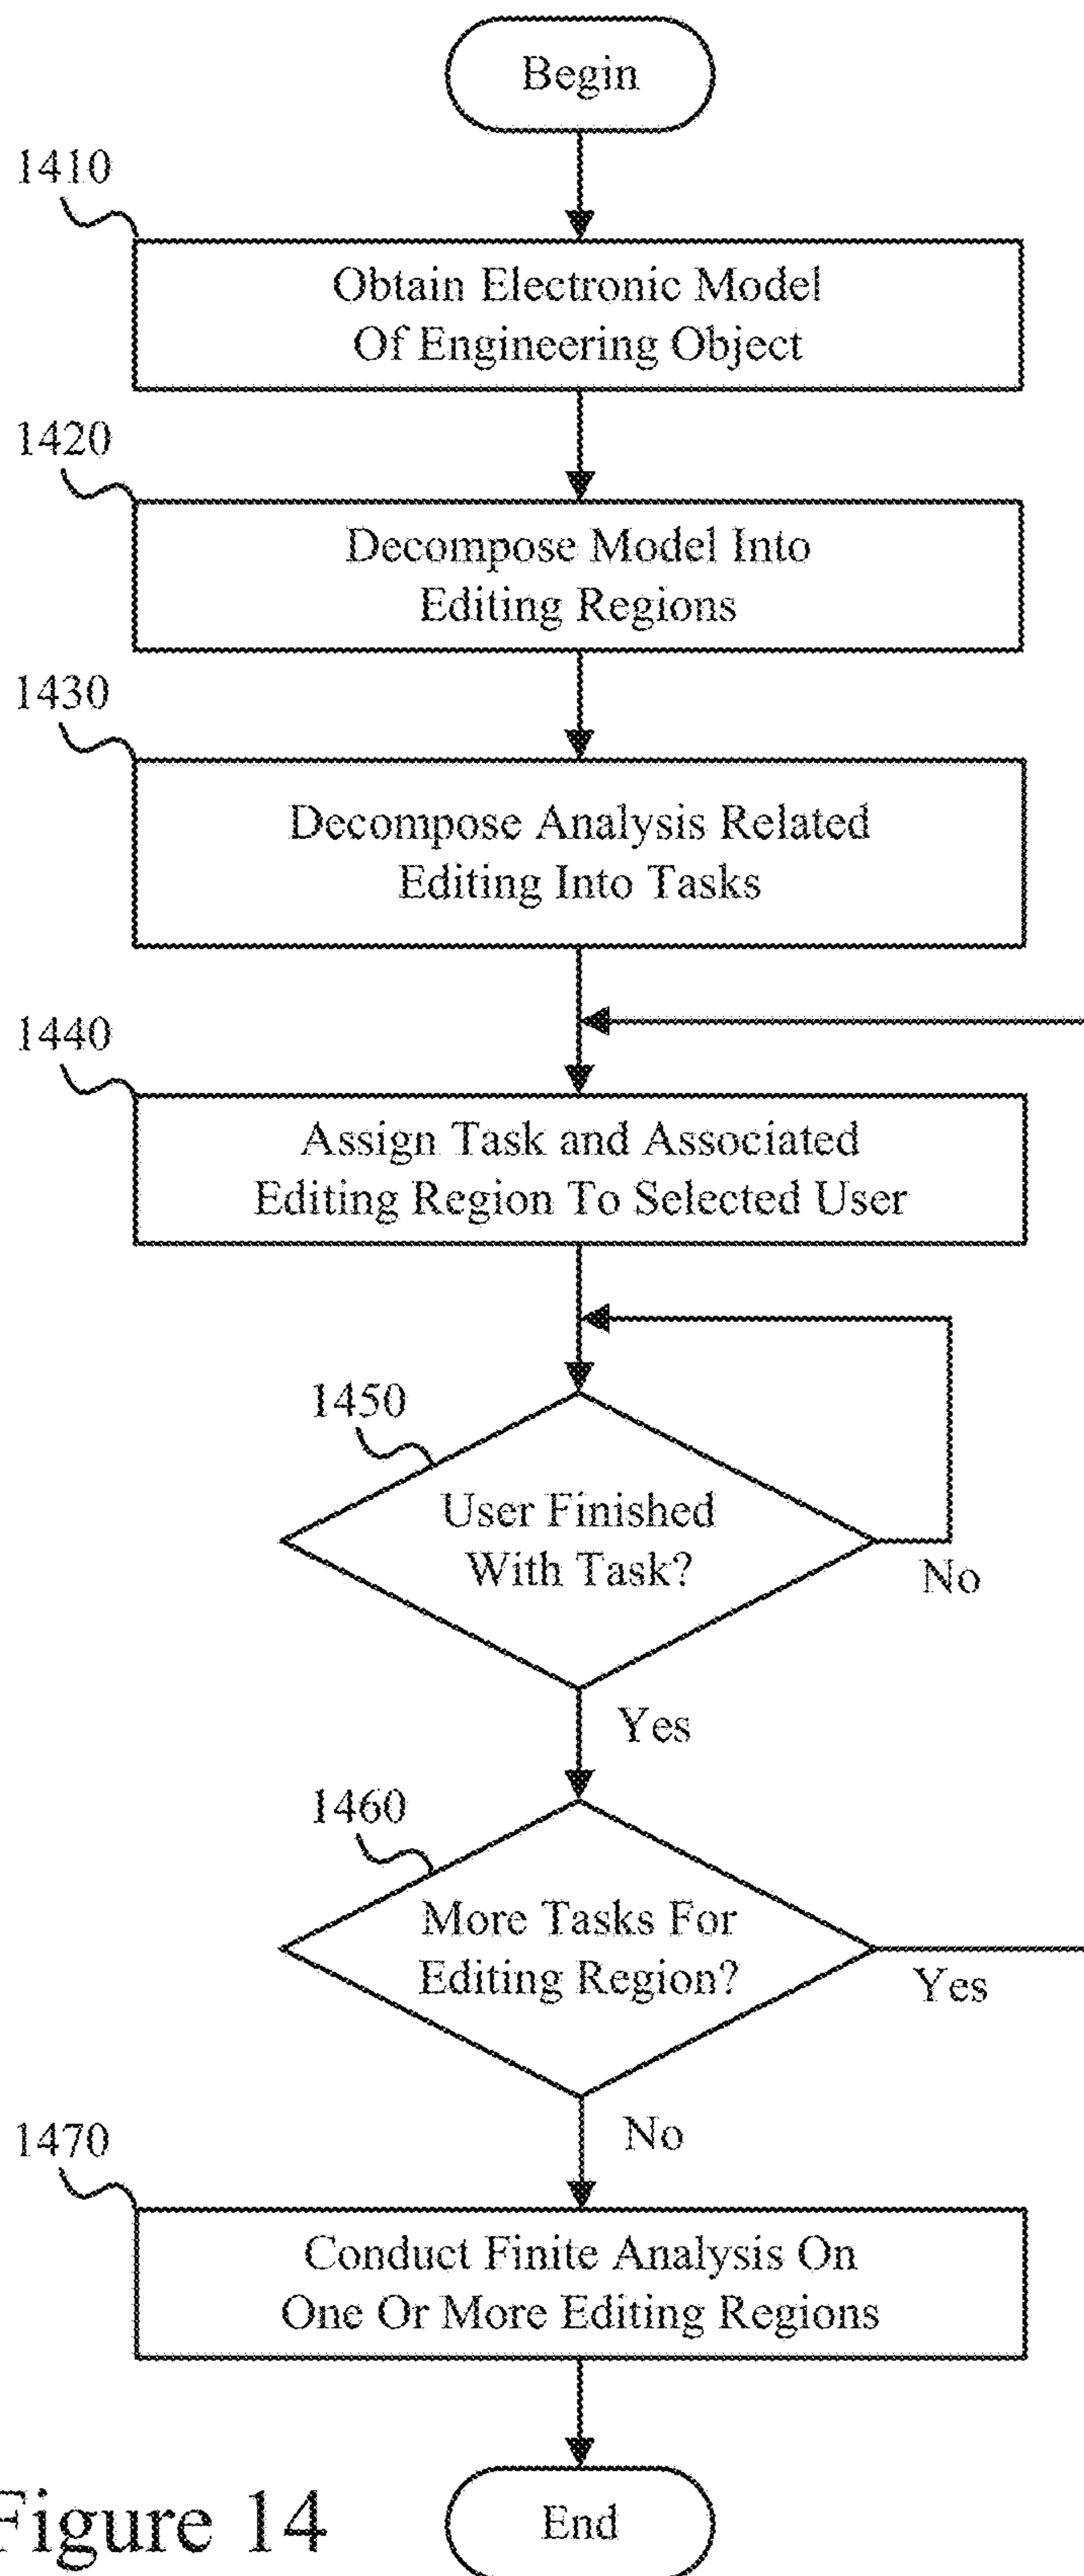 Begin
1410
Obtain Electronic Model
Of Engineering Object
1420
Decompose Model Into
Editing Regions
1430
Decompose Analysis Related
Editing Into Tasks
1440
Assign Task and Associated
Editing Region To Selected User
1450
User Finished
With Task?
No
Yes
1460
More Tasks For
Editing Region?
Yes
No
1470
Conduct Finite Analysis On
One Or More Editing Regions
Figure 14
End